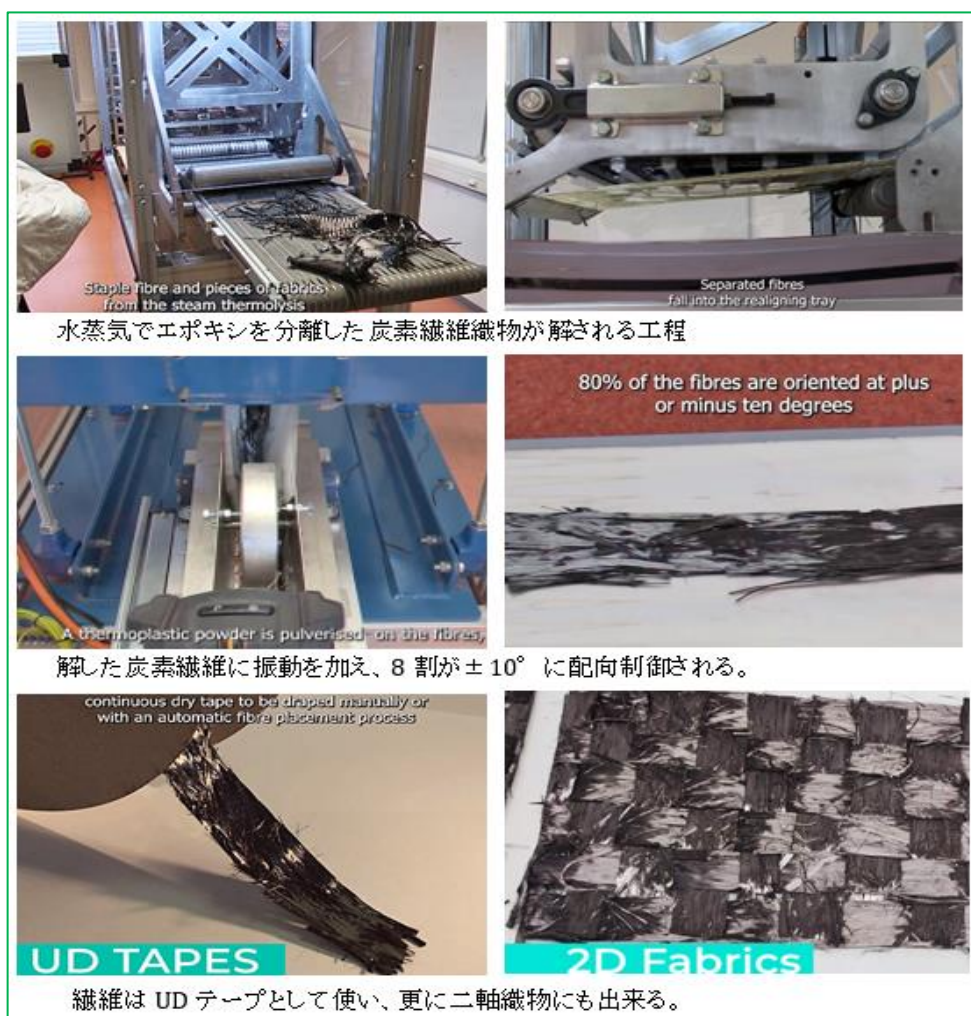 Staple fibre and pieces of fabrics
from the steam thermolysis
Separated fibres
fall into the realigning tray
水蒸気でエポキシを分離した炭素繊維織物が解される工程
80% of the fibres are oriented at plus
or minus ten degrees
A thermoplastic powder is pulverised on the fibres,
解した炭素繊維に振動を加え、8 割が±10° に配向制御される。
continuous dry tape to be draped manually or
with an automatic fibre placement process
UD TAPES
2D Fabrics
繊維は UD テープとして使い、更に二軸織物にも出来る。